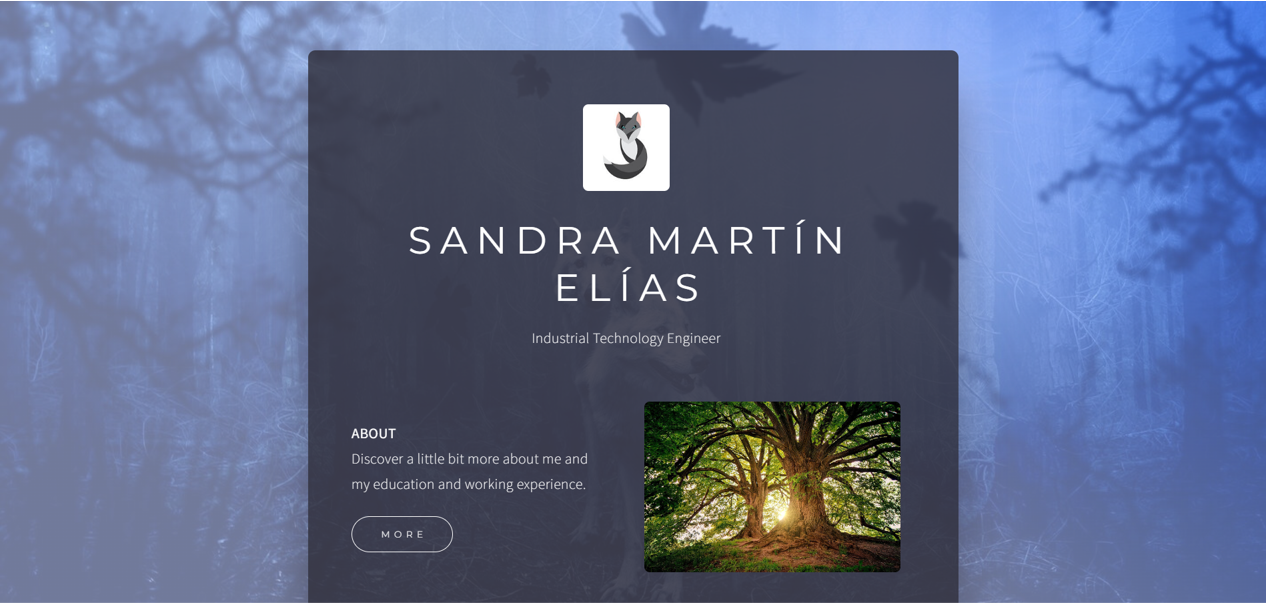 SANDRA MARTÍN
ELÍAS
Industrial Technology Engineer
ABOUT
Discover a little bit more about me and
my education and working experience.
MORE